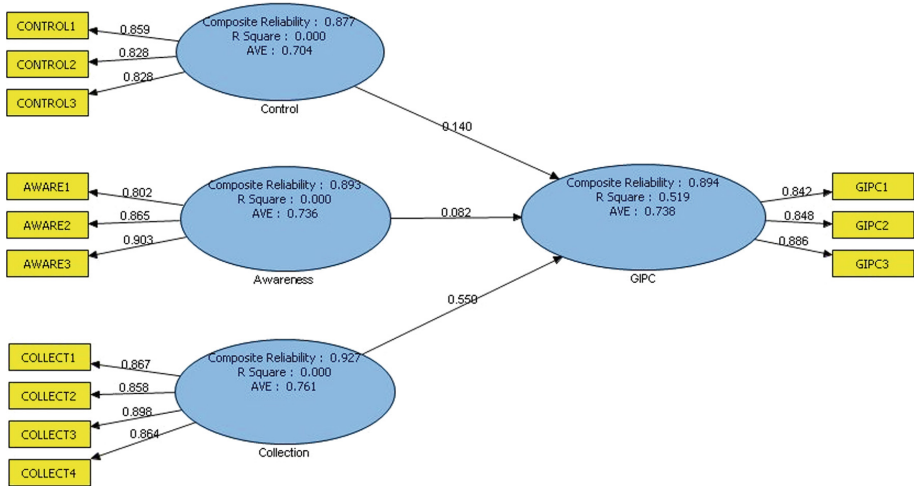 CONTROL1
0.859
CONTROL2
0.828
CONTROL3
0.828
Composite Reliability : 0.877
R Square : 0.000
AVE : 0.704
Control
0.140
AWARE1
0.802
AWARE2
0.865
AWARE3
0.903
Composite Reliability : 0.893
R Square : 0.000
AVE : 0.736
Awareness
0.082
Composite Reliability : 0.894
R Square : 0.519
AVE : 0.738
GIPC
0.842
GIPC1
0.848
GIPC2
0.886
GIPC3
0.550
COLLECT1
0.867
COLLECT2
0.858
COLLECT3
0.898
COLLECT4
0.864
Composite Reliability : 0.927
R Square : 0.000
AVE : 0.761
Collection